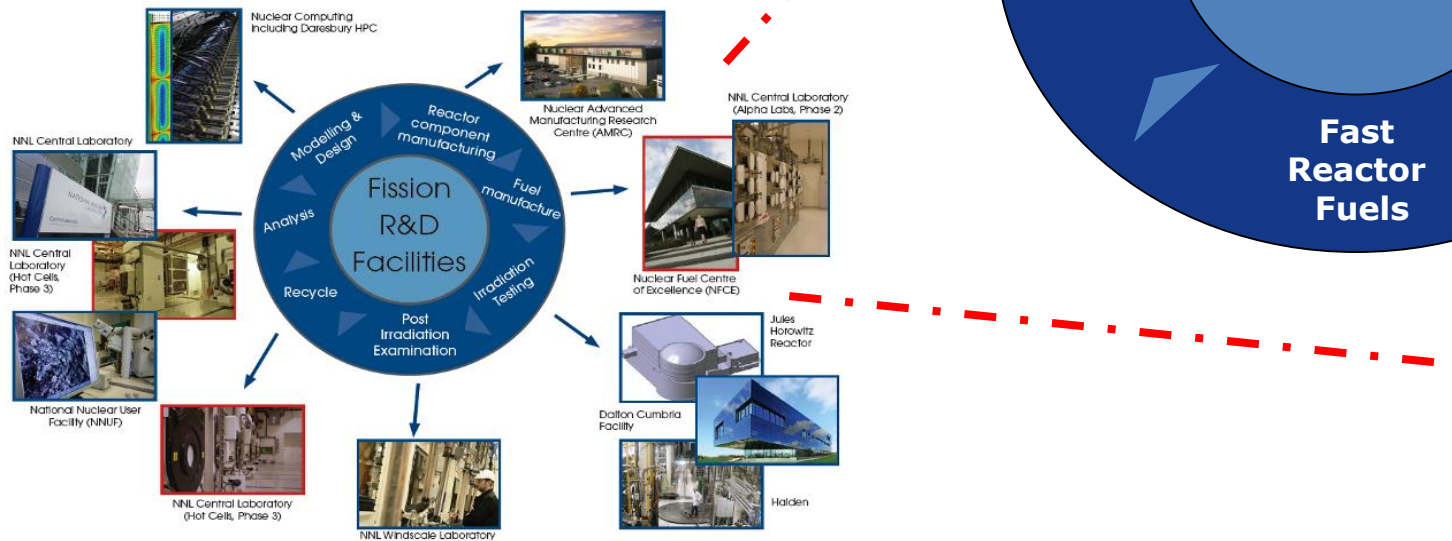 Nuclear Computing
Including Daresbury HPC
Nuclear Advanced
Manufacturing Research
Centre (AMRC)
NNL Central Laboratory
(Alpha Labs, Phase 2)
Nuclear Fuel Centre
of Excellence (NFCE)
Jules
Horowitz
Reactor
Dalton Cumbria
Facility
Halden
NNL Windscale Laboratory
NNL Central Laboratory
(Hot Cells, Phase 3)
National Nuclear User
Facility (NNUF)
NNL Central
Laboratory
(Hot Cells,
Phase 3)
NNL Central Laboratory
Fission
R&D
Facilities
Modelling &
Design
Reactor
component
manufacturing
Fuel
manufacture
Irradiation
Testing
Post
Irradiation
Examination
Recycle
Analysis
Fast
Reactor
Fuels